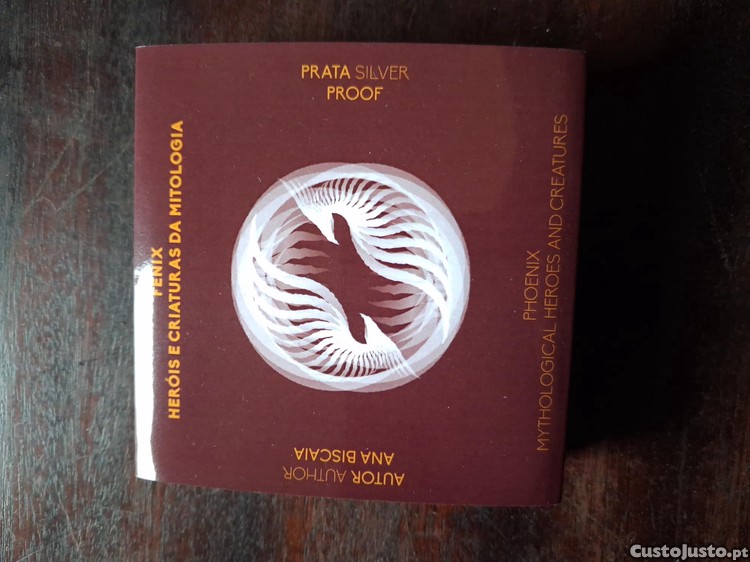 PRATA SILVER
PROOF
FÉNIX
HERÓIS E CRIATURAS DA MITOLOGIA
PHOENIX
MYTHOLOGICAL HEROES AND CREATURES
AUTOR AUTHOR
ANA BISCAIA
CustoJusto.pt